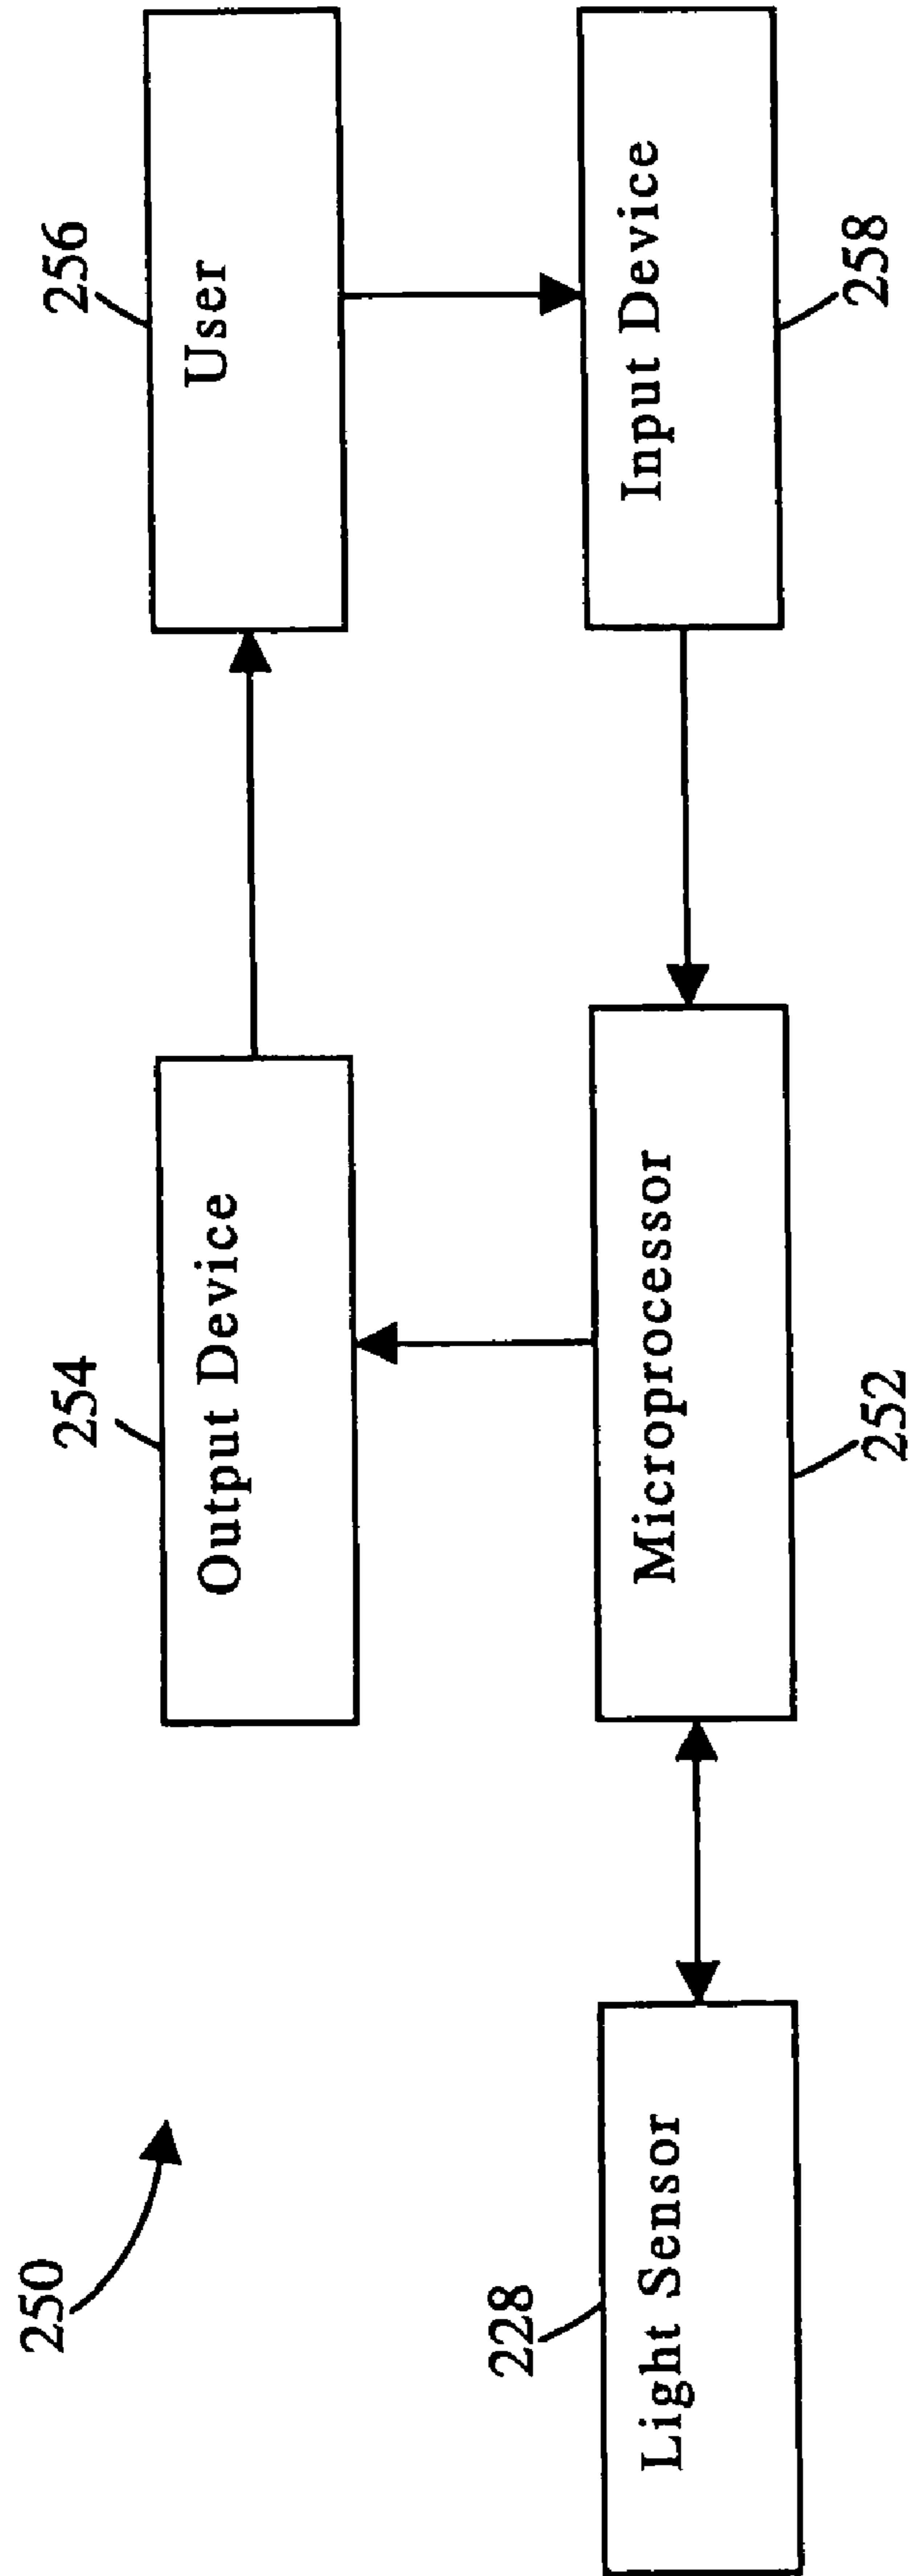 250
254
256
Output Device
User
228
Light Sensor
Microprocessor
Input Device
252
258